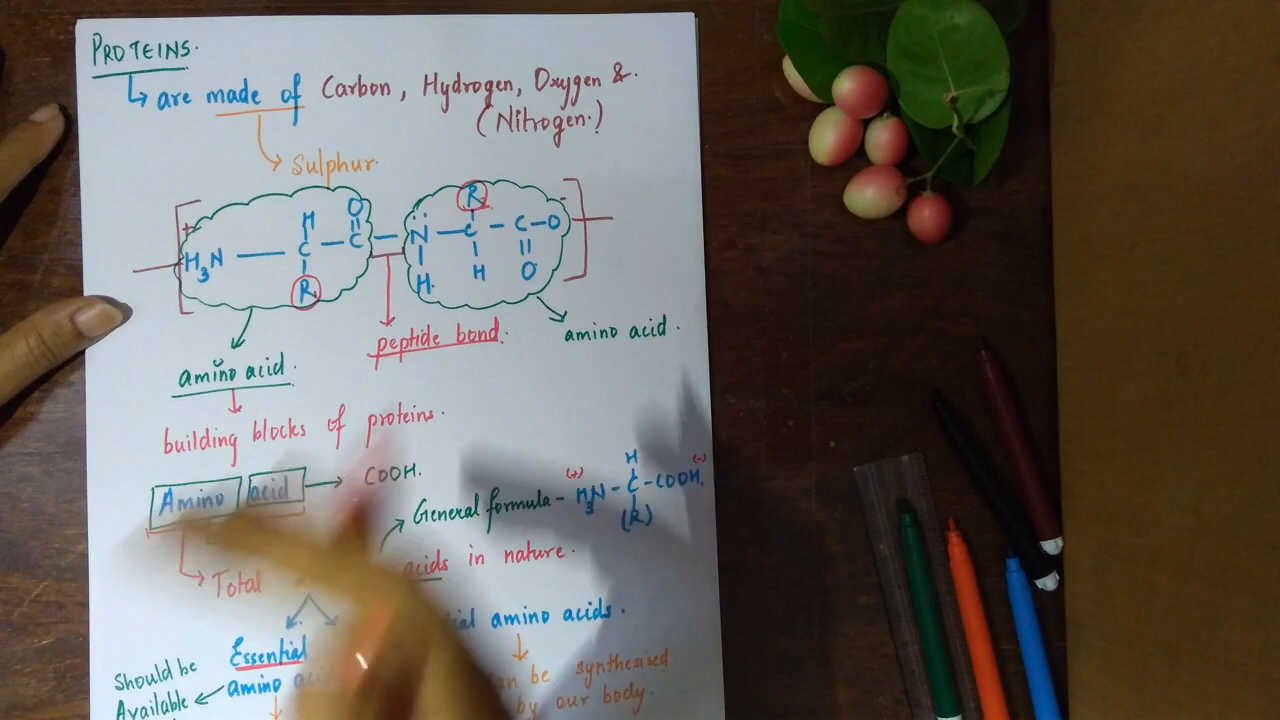 PROTEINS.
↳ are made of Carbon, Hydrogen, Oxygen &
(Nitrogen.)
Sulphur.
H O R
+ H3N — C — C — N — C — C — O -
R H H O
peptide bond.
amino acid.
amino acid.
building blocks of proteins.
Amino acid → COOH.
General formula - (+) H3N - C - COOH. (-)
H
(R)
Total acids in nature.
Essential amino acids.
amino
Should be
Available
be synthesised
by our body.